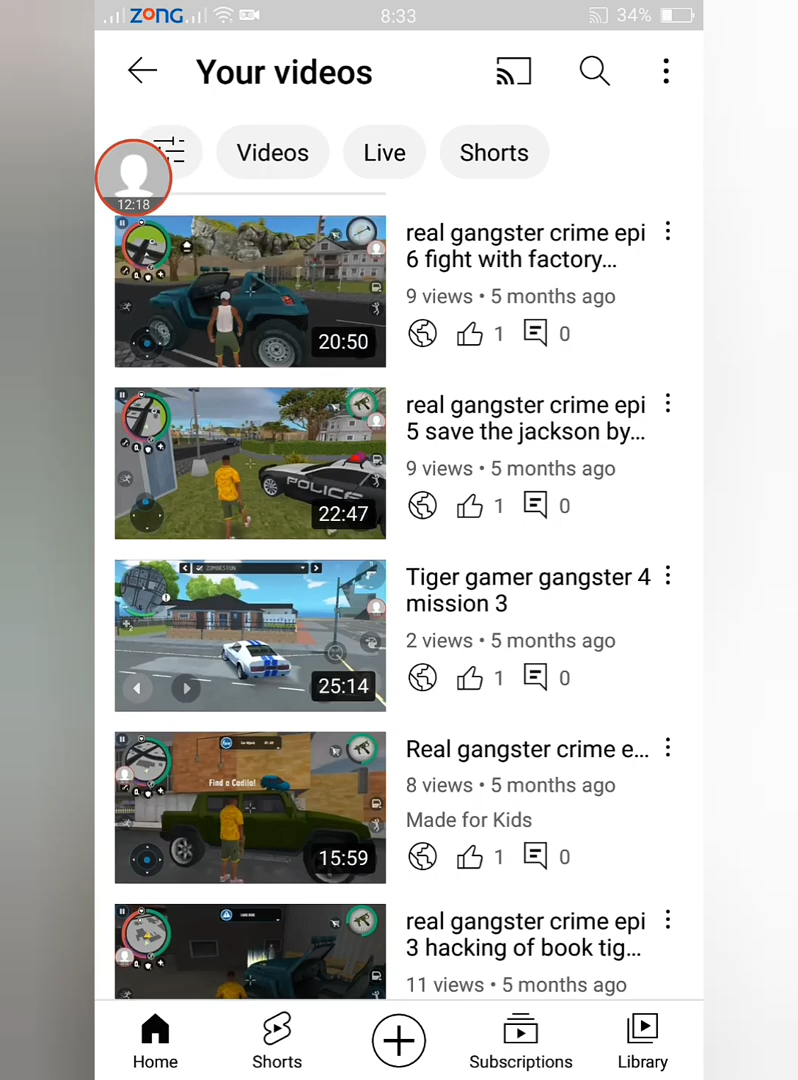 ZONG
8:33
34%
Your videos
Videos
Live
Shorts
12:18
real gangster crime epi
6 fight with factory...
9 views • 5 months ago
1
0
20:50
real gangster crime epi
5 save the jackson by...
9 views • 5 months ago
1
0
POLICE
22:47
ZOMBIESTON
Tiger gamer gangster 4
mission 3
2 views • 5 months ago
1
0
25:14
Real gangster crime e...
8 views • 5 months ago
Made for Kids
1
0
Find a Codila!
15:59
real gangster crime epi
3 hacking of book tig...
11 views • 5 months ago
Home
Shorts
Subscriptions
Library